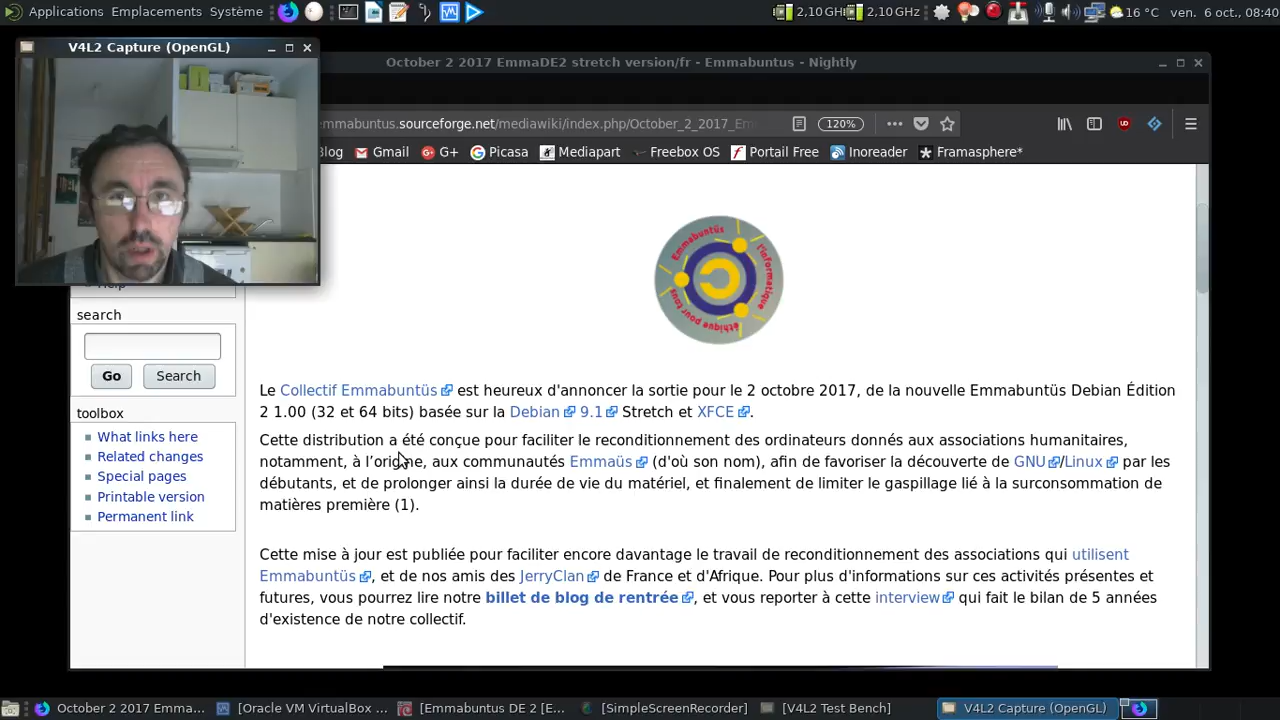 Applications Emplacements Système 2,10 GHz 2,10 GHz 16 °C ven. 6 oct., 08:40
V4L2 Capture (OpenGL)
October 2 2017 EmmaDE2 stretch version/fr - Emmabuntus - Nightly
emmabuntus.sourceforge.net/mediawiki/index.php/October_2_2017_Em 120%
Blog Gmail G+ Picasa Mediapart Freebox OS Portail Free Inoreader Framasphere*
Emmabuntüs l'informatique éthique pour tous
search
Go Search
toolbox
What links here
Related changes
Special pages
Printable version
Permanent link
Le Collectif Emmabuntüs est heureux d'annoncer la sortie pour le 2 octobre 2017, de la nouvelle Emmabuntüs Debian Édition
2 1.00 (32 et 64 bits) basée sur la Debian 9.1 Stretch et XFCE.
Cette distribution a été conçue pour faciliter le reconditionnement des ordinateurs donnés aux associations humanitaires,
notamment, à l’origine, aux communautés Emmaüs (d'où son nom), afin de favoriser la découverte de GNU/Linux par les
débutants, et de prolonger ainsi la durée de vie du matériel, et finalement de limiter le gaspillage lié à la surconsommation de
matières première (1).
Cette mise à jour est publiée pour faciliter encore davantage le travail de reconditionnement des associations qui utilisent
Emmabuntüs, et de nos amis des JerryClan de France et d'Afrique. Pour plus d'informations sur ces activités présentes et
futures, vous pourrez lire notre billet de blog de rentrée, et vous reporter à cette interview qui fait le bilan de 5 années
d'existence de notre collectif.
October 2 2017 Emma... [Oracle VM VirtualBox ... [Emmabuntus DE 2 [E... [SimpleScreenRecorder] [V4L2 Test Bench] V4L2 Capture (OpenGL)